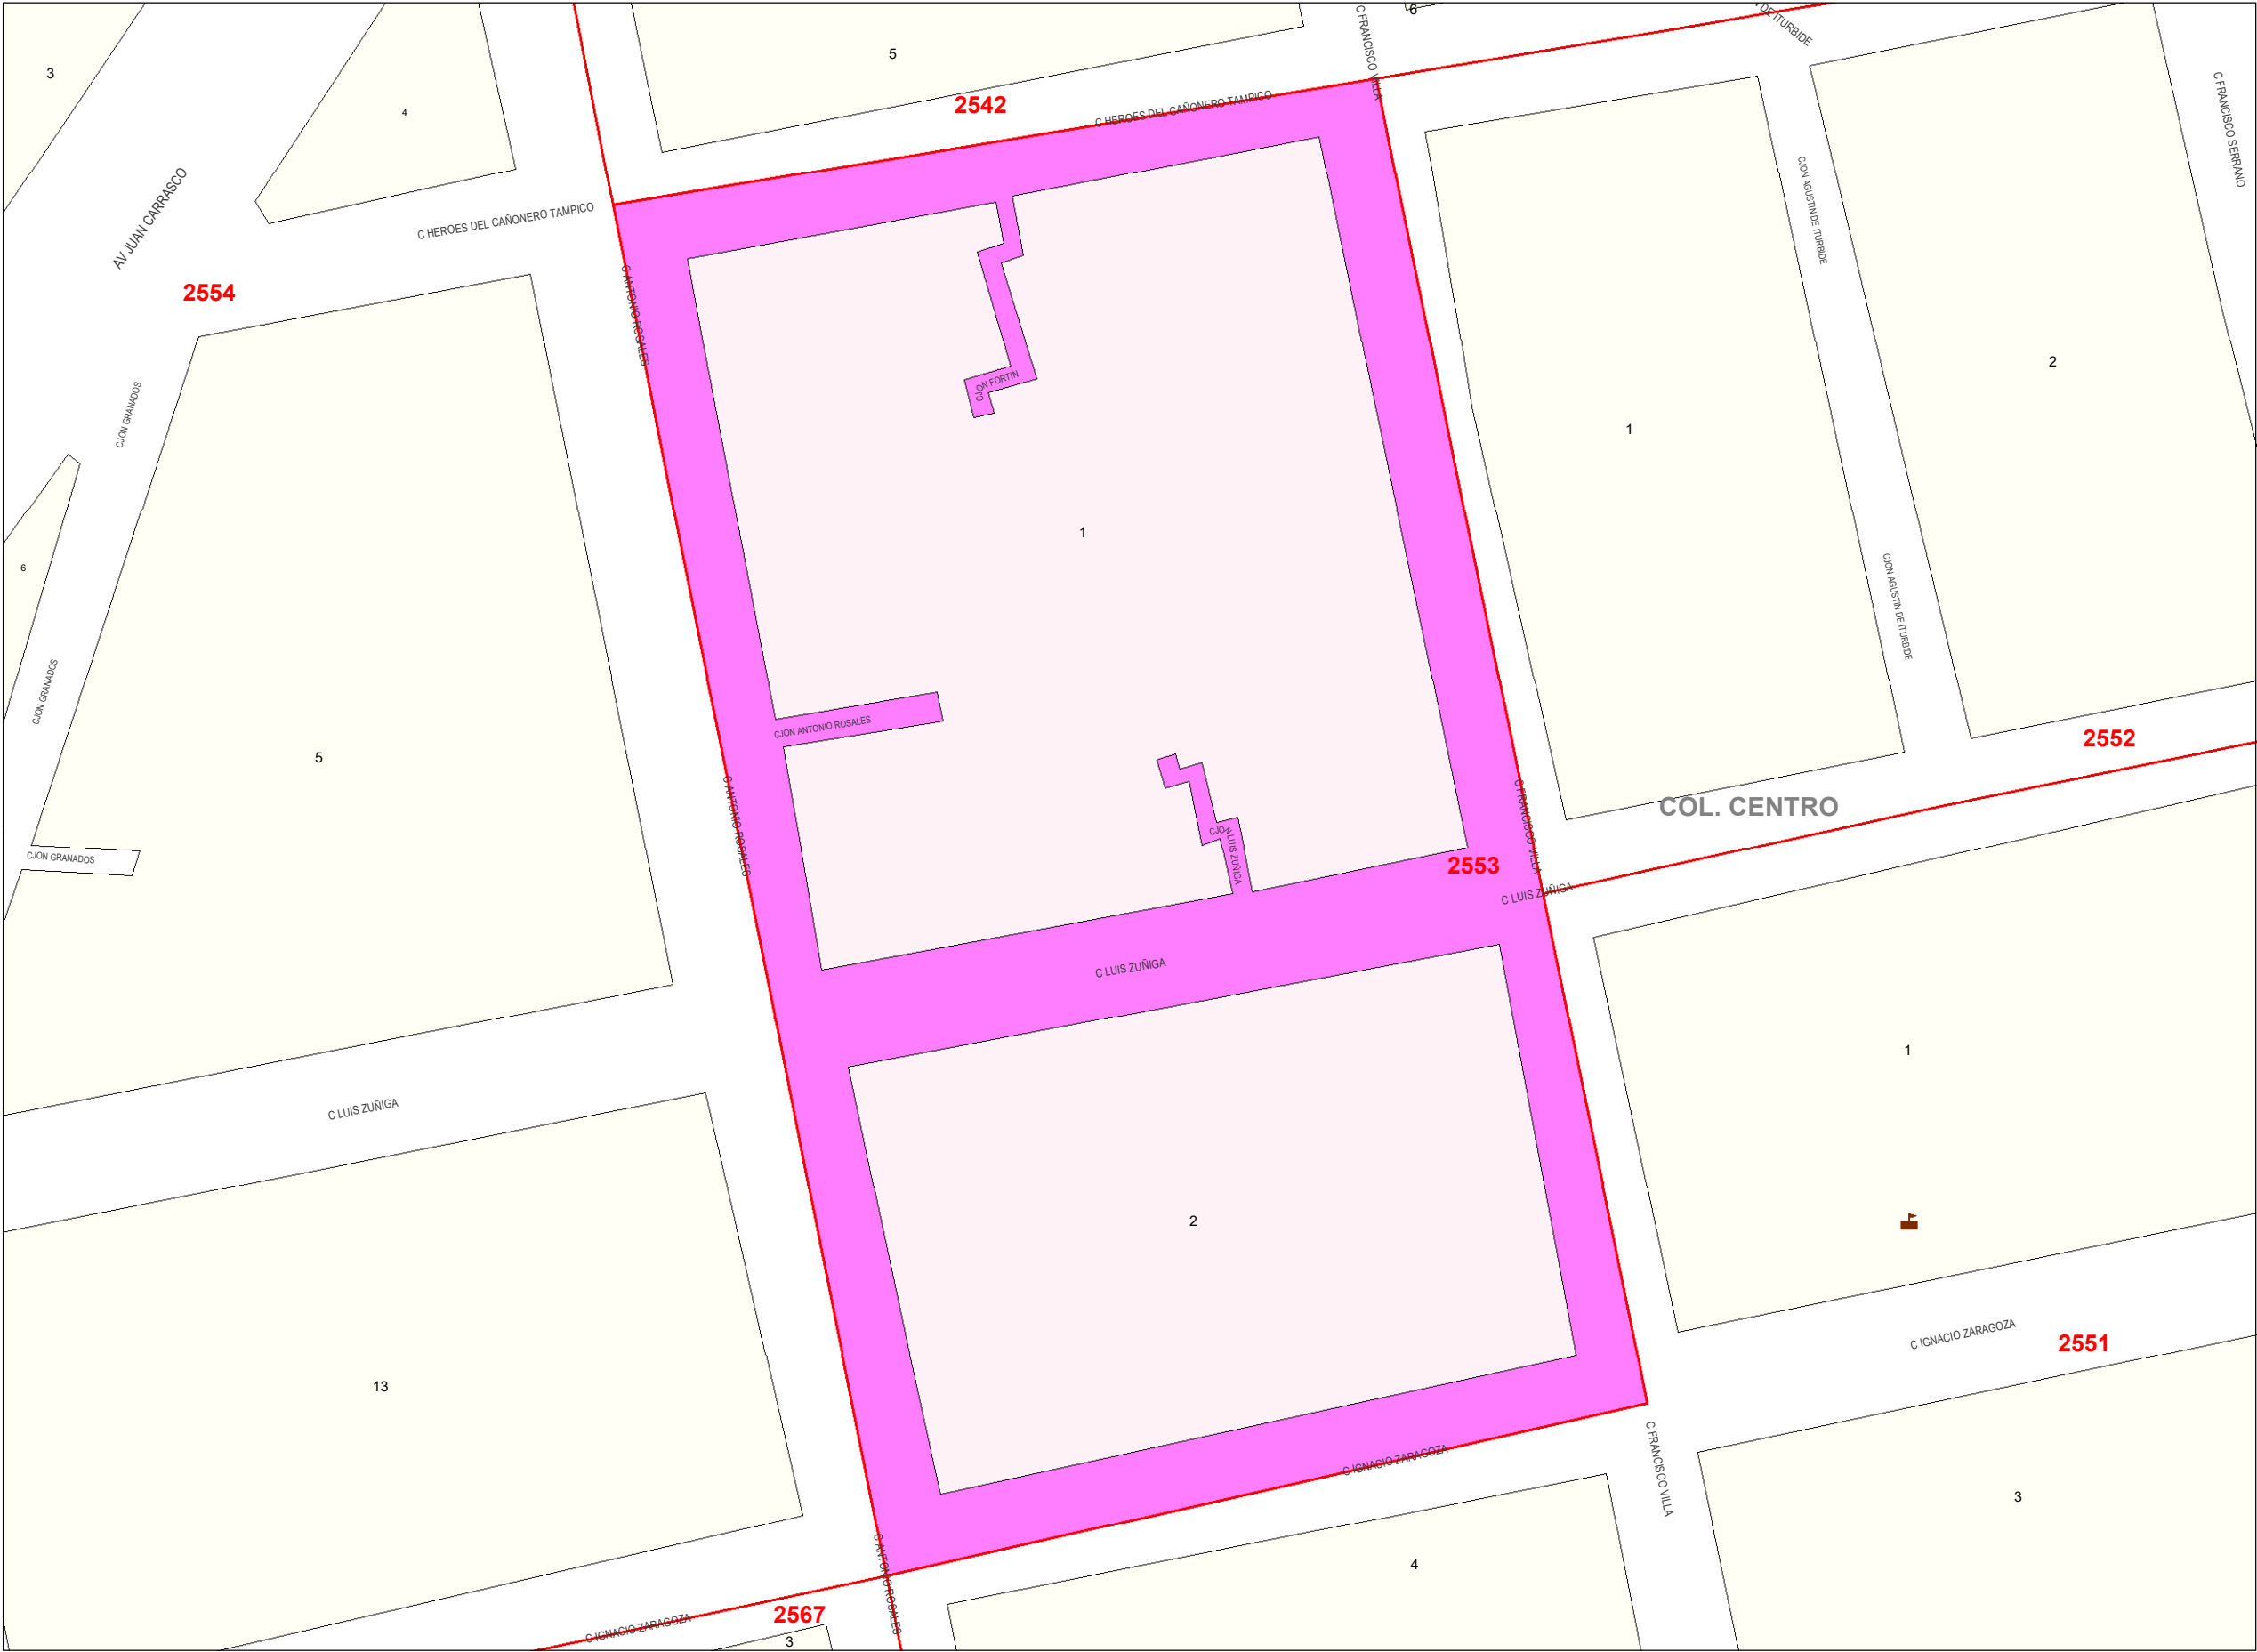 6
N DE ITURBIDE
C FRANCISCO VILLA
5
3
C HEROES DEL CAÑONERO TAMPICO
2542
4
C FRANCISCO SERRANO
AV JUAN CARRASCO
C HEROES DEL CAÑONERO TAMPICO
CJON AGUSTIN DE ITURBIDE
2554
C ANTONIO ROSALES
2
CJON FORTIN
CJON GRANADOS
1
1
6
CJON AGUSTIN DE ITURBIDE
CJON GRANADOS
CJON ANTONIO ROSALES
2552
5
COL. CENTRO
C ANTONIO ROSALES
C FRANCISCO VILLA
CJON LUIS ZUÑIGA
CJON GRANADOS
2553
C LUIS ZUÑIGA
C LUIS ZUÑIGA
1
C LUIS ZUÑIGA
2
C IGNACIO ZARAGOZA
2551
13
C IGNACIO ZARAGOZA
C FRANCISCO VILLA
3
4
C ANTONIO ROSALES
2567
C IGNACIO ZARAGOZA
3